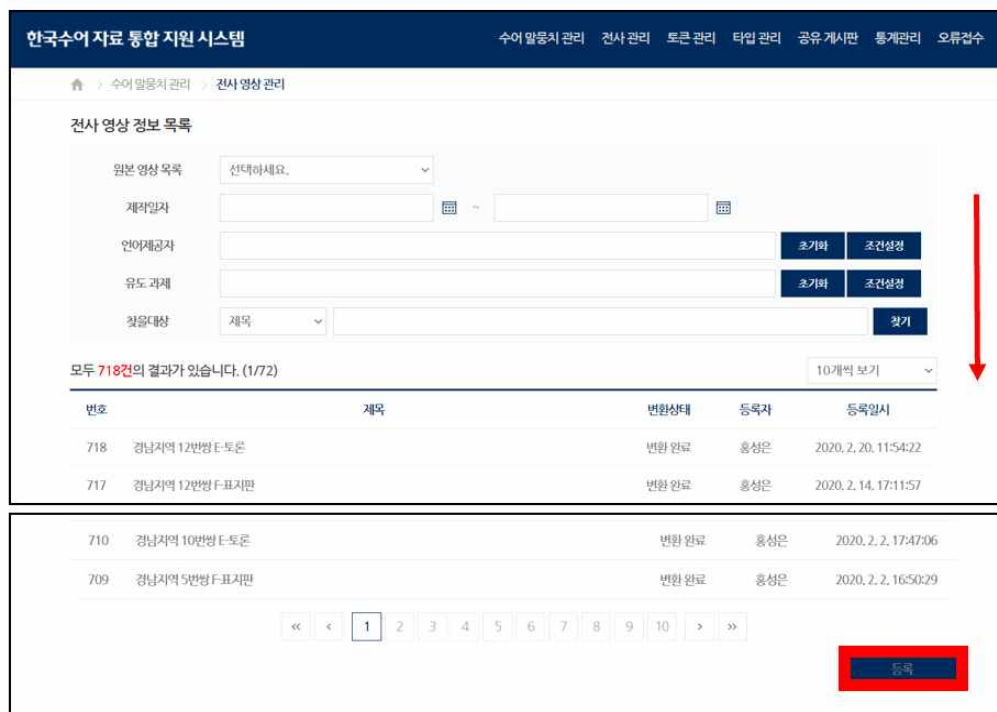 한국수어 자료 통합 지원 시스템 수어 말뭉치 관리 전사 관리 토큰 관리 타입 관리 공유 게시판 통계관리 오류접수
수어 말뭉치 관리 > 전사 영상 관리
전사 영상 정보 목록
원본 영상 목록 선택하세요.
제작일자 ~
언어제공자 초기화 조건설정
유도 과제 초기화 조건설정
찾을대상 제목 찾기
모두 718건의 결과가 있습니다. (1/72) 10개씩 보기
번호 제목 변환상태 등록자 등록일시
718 경남지역 12번쌍 E-토론 변환 완료 홍성은 2020. 2. 20. 11:54:22
717 경남지역 12번쌍 F-표지판 변환 완료 홍성은 2020. 2. 14. 17:11:57
710 경남지역 10번쌍 E-토론 변환 완료 홍성은 2020. 2. 2. 17:47:06
709 경남지역 5번쌍 F-표지판 변환 완료 홍성은 2020. 2. 2. 16:50:29
« ‹ 1 2 3 4 5 6 7 8 9 10 › »
등록